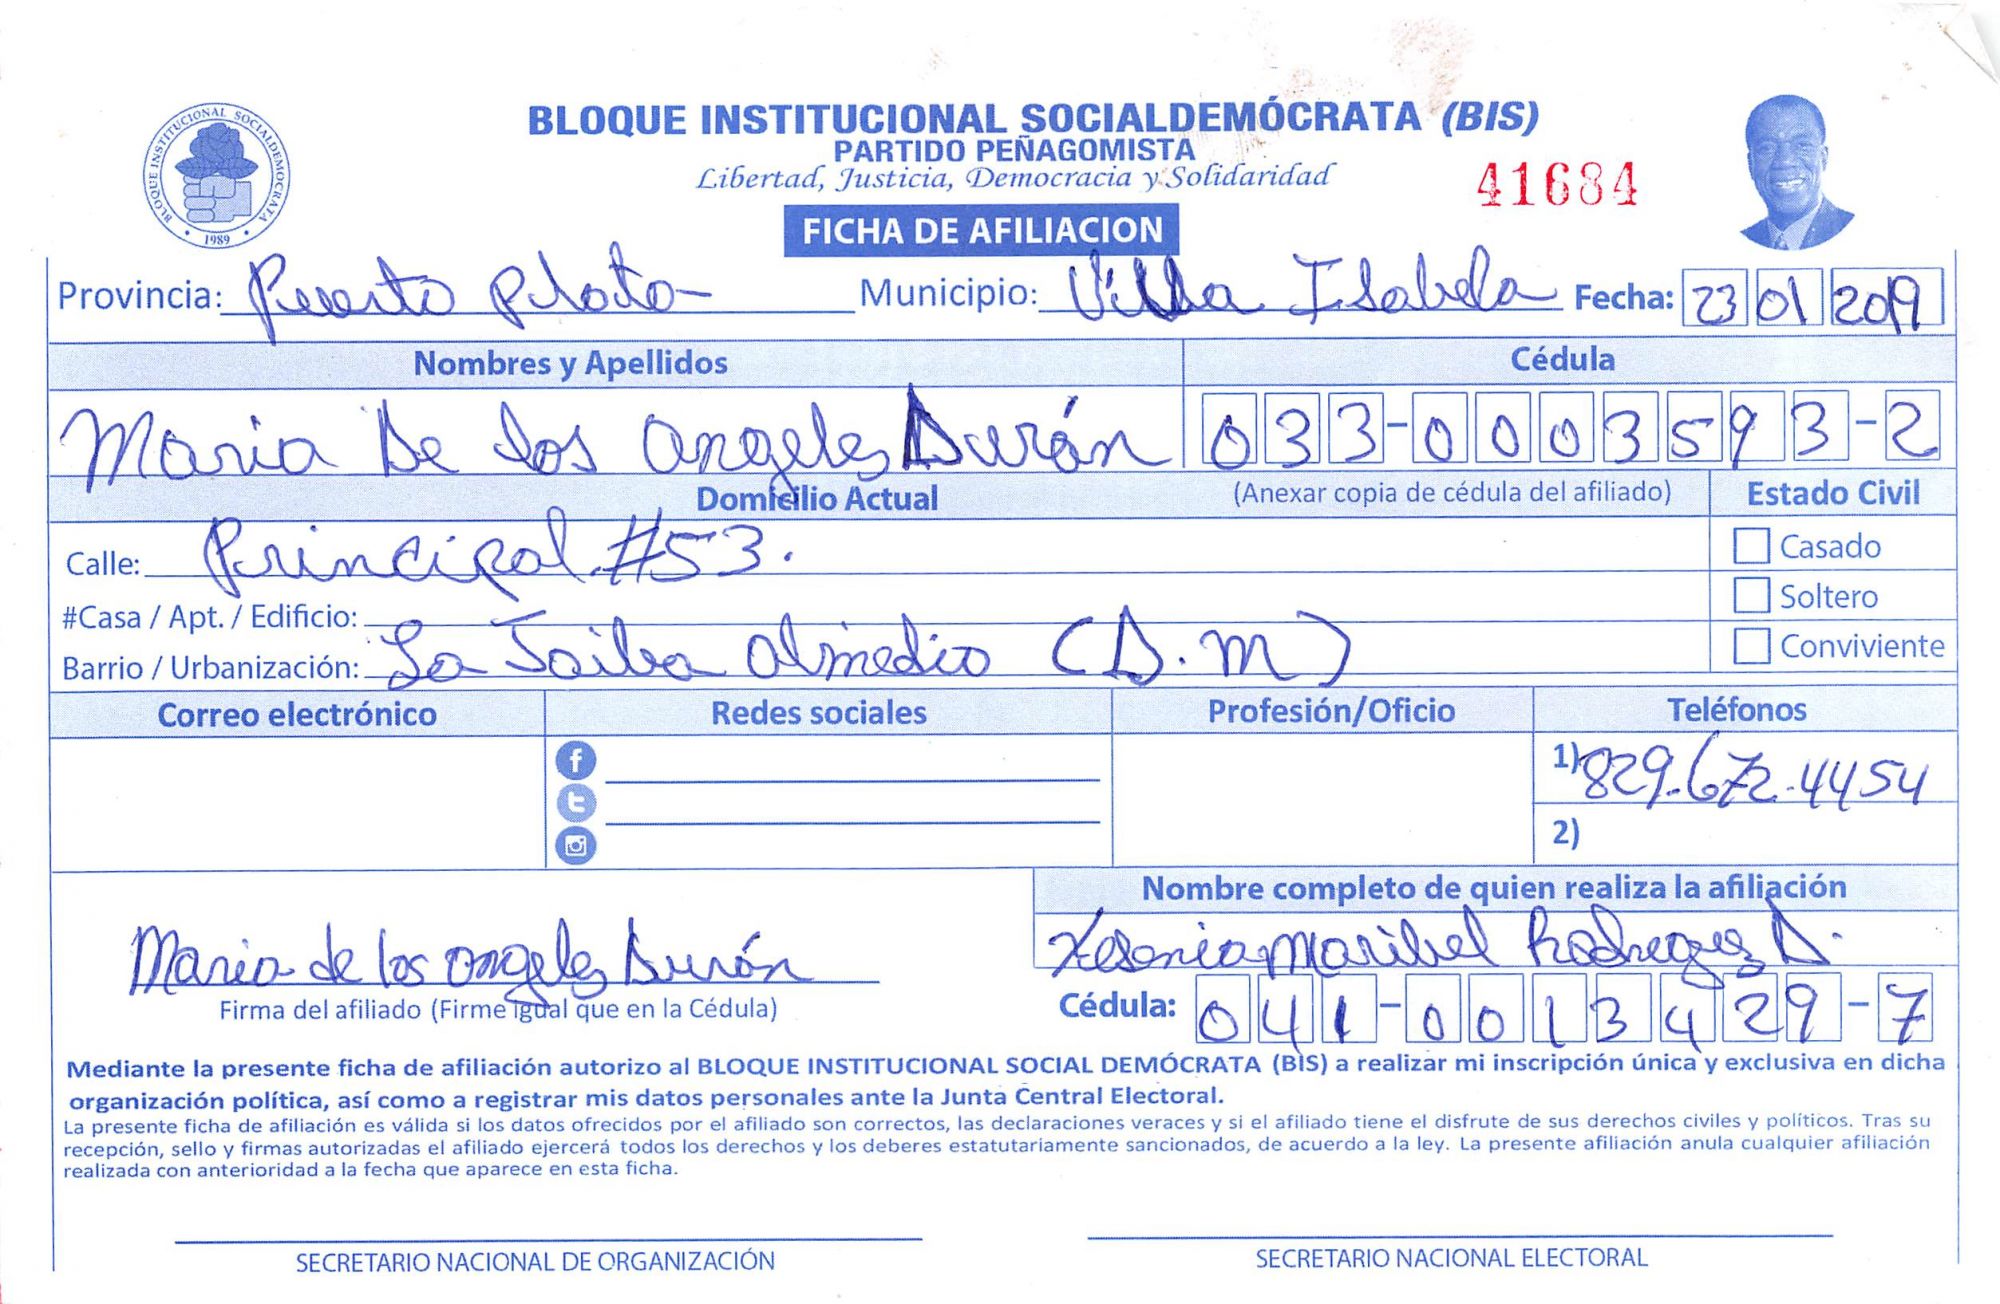 BLOQUE INSTITUCIONAL SOCIALDEMÓCRATA (BIS)
PARTIDO PEÑAGOMISTA
Libertad, Justicia, Democracia y Solidaridad
41684
BLOQUE INSTITUCIONAL SOCIALDEMOCRATA
1989
FICHA DE AFILIACION
Provincia: Puerto Plata Municipio: Villa Isabela Fecha: 23 01 2019
Nombres y Apellidos Cédula
Maria De los angeles Durán 033-0003593-2
Domicilio Actual (Anexar copia de cédula del afiliado) Estado Civil
Calle: Principal #53. Casado
#Casa / Apt. / Edificio: Soltero
Barrio / Urbanización: La Jaiba almedio (D.M) Conviviente
Correo electrónico Redes sociales Profesión/Oficio Teléfonos
1) 829.672.4454
2)
Nombre completo de quien realiza la afiliación
Maria de los angeles Durán Maribel Rodreguez D.
Firma del afiliado (Firme igual que en la Cédula) Cédula: 041-0013429-7
Mediante la presente ficha de afiliación autorizo al BLOQUE INSTITUCIONAL SOCIAL DEMÓCRATA (BIS) a realizar mi inscripción única y exclusiva en dicha
organización política, así como a registrar mis datos personales ante la Junta Central Electoral.
La presente ficha de afiliación es válida si los datos ofrecidos por el afiliado son correctos, las declaraciones veraces y si el afiliado tiene el disfrute de sus derechos civiles y políticos. Tras su
recepción, sello y firmas autorizadas el afiliado ejercerá todos los derechos y los deberes estatutariamente sancionados, de acuerdo a la ley. La presente afiliación anula cualquier afiliación
realizada con anterioridad a la fecha que aparece en esta ficha.
SECRETARIO NACIONAL DE ORGANIZACIÓN SECRETARIO NACIONAL ELECTORAL